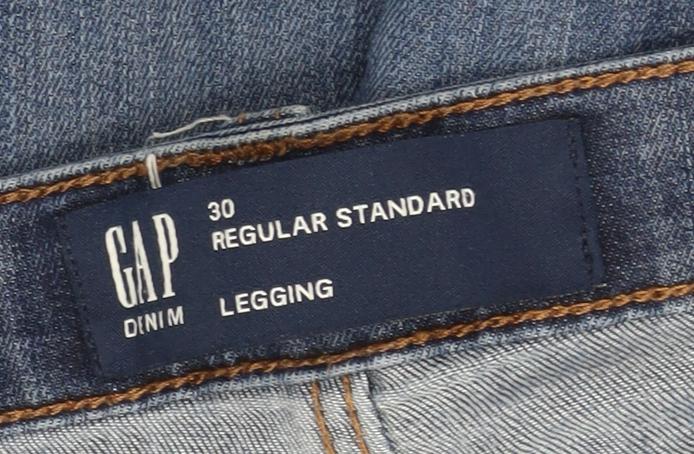 GAP
DENIM
30
REGULAR STANDARD
LEGGING